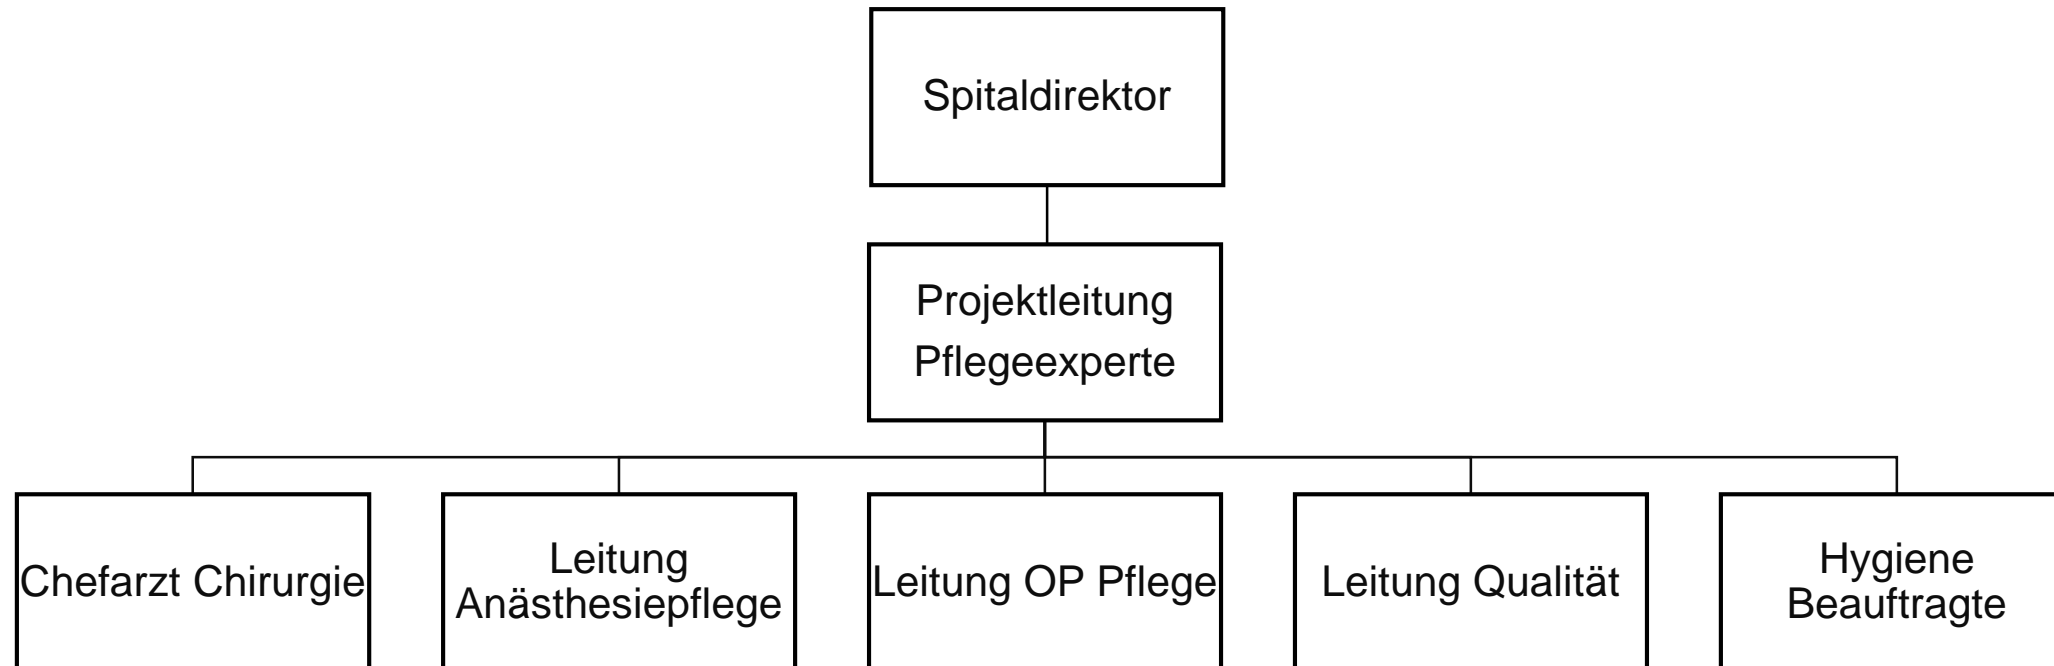 Spitaldirektor
Projektleitung
Pflegeexperte
Chefarzt Chirurgie
Leitung
Anästhesiepflege
Leitung OP Pflege
Leitung Qualität
Hygiene
Beauftragte